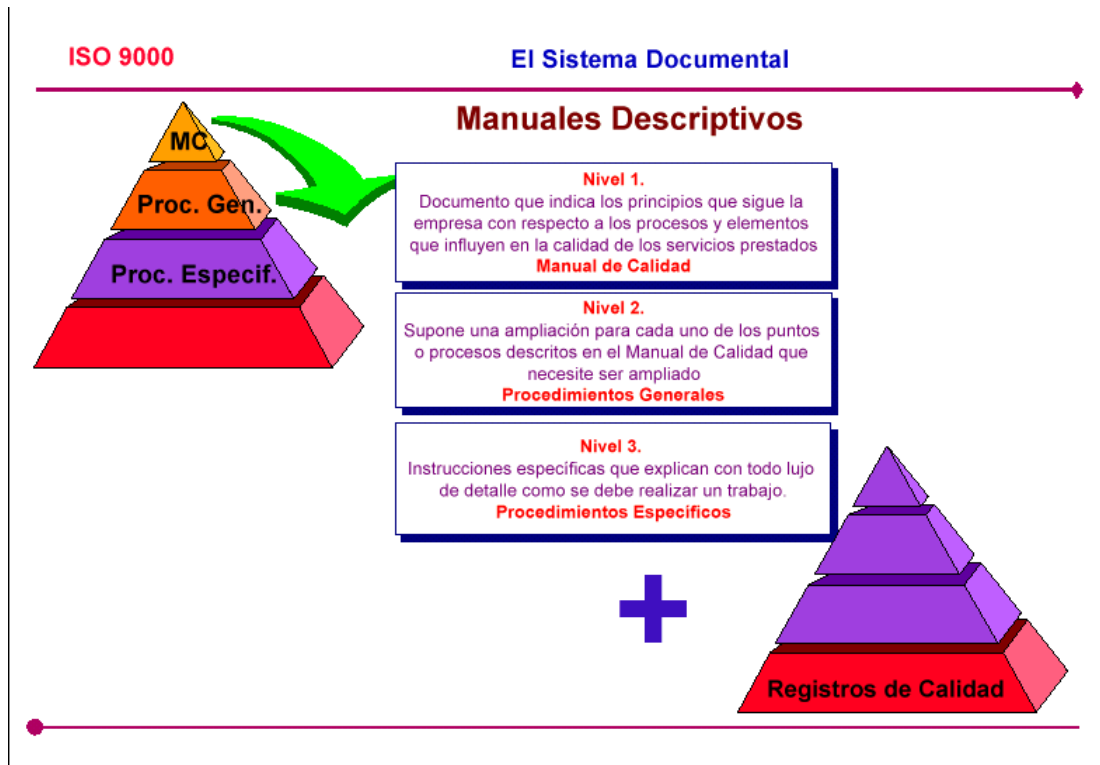 ISO 9000
El Sistema Documental
Manuales Descriptivos
MC
Proc. Gen.
Proc. Especif.
Nivel 1.
Documento que indica los principios que sigue la
empresa con respecto a los procesos y elementos
que influyen en la calidad de los servicios prestados
Manual de Calidad
Nivel 2.
Supone una ampliación para cada uno de los puntos
o procesos descritos en el Manual de Calidad que
necesite ser ampliado
Procedimientos Generales
Nivel 3.
Instrucciones específicas que explican con todo lujo
de detalle como se debe realizar un trabajo.
Procedimientos Específicos
+
Registros de Calidad